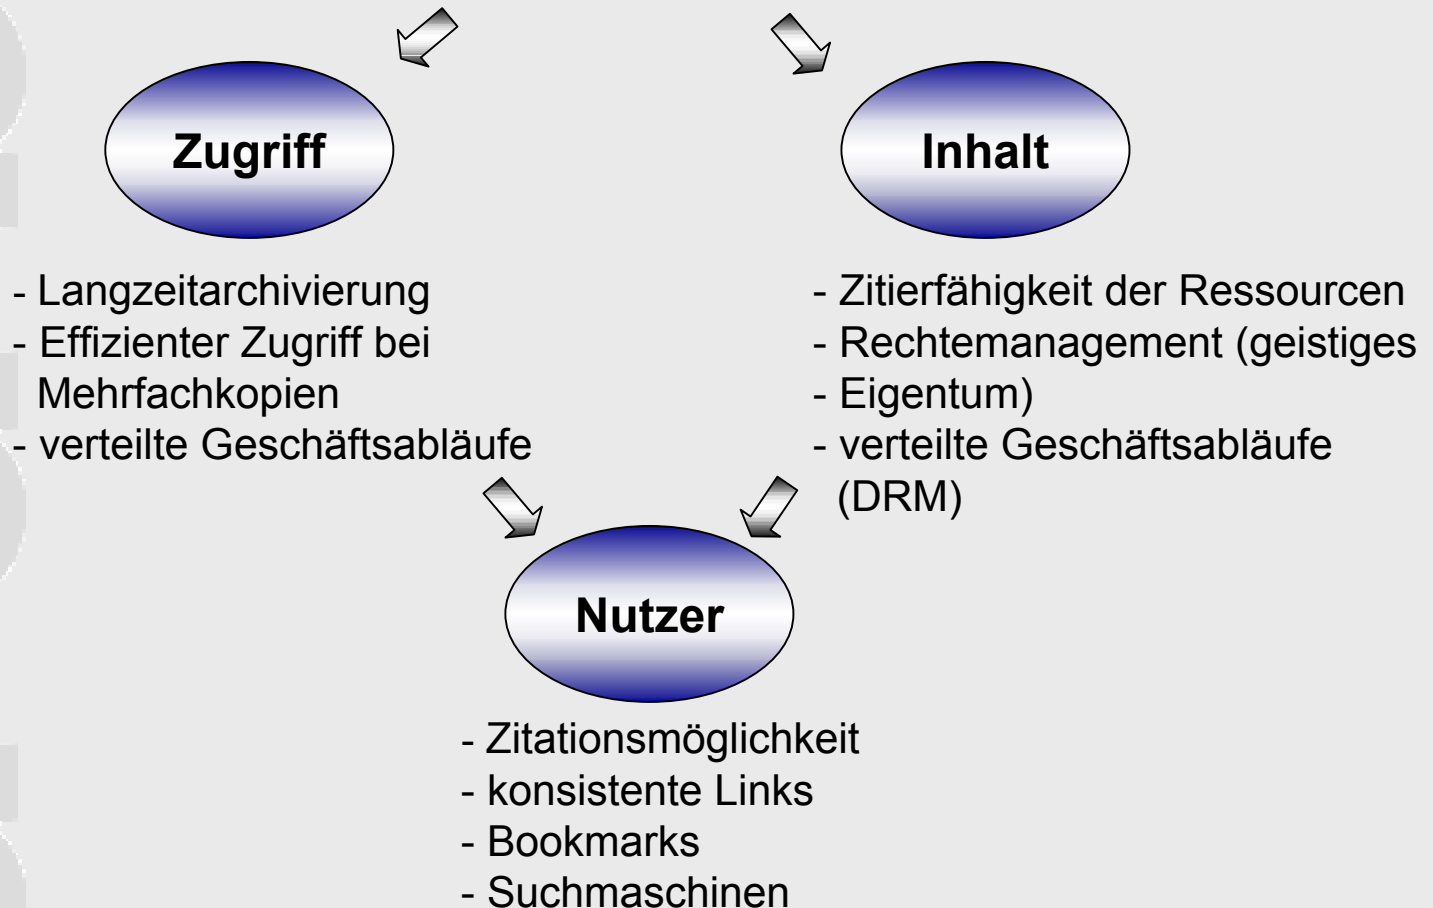 Zugriff
- Langzeitarchivierung
- Effizienter Zugriff bei
Mehrfachkopien
- verteilte Geschäftsabläufe
Inhalt
- Zitierfähigkeit der Ressourcen
- Rechtemanagement (geistiges
- Eigentum)
- verteilte Geschäftsabläufe
(DRM)
Nutzer
- Zitationsmöglichkeit
- konsistente Links
- Bookmarks
- Suchmaschinen